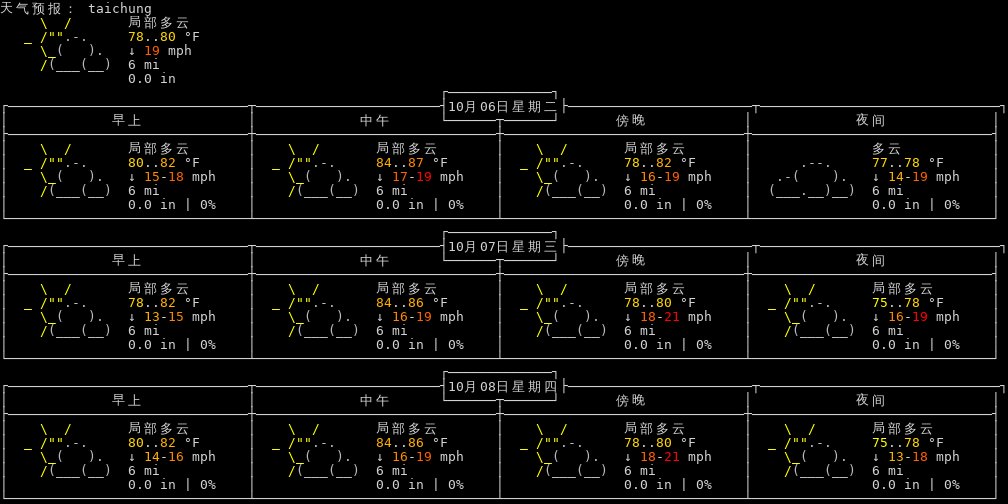 天气预报： taichung
局部多云
78..80 °F
↓ 19 mph
6 mi
0.0 in
10月06日星期二
早上 中午 傍晚 夜间
局部多云 局部多云 局部多云 多云
80..82 °F 84..87 °F 78..82 °F 77..78 °F
↓ 15-18 mph ↓ 17-19 mph ↓ 16-19 mph ↓ 14-19 mph
6 mi 6 mi 6 mi 6 mi
0.0 in | 0% 0.0 in | 0% 0.0 in | 0% 0.0 in | 0%
10月07日星期三
早上 中午 傍晚 夜间
局部多云 局部多云 局部多云 局部多云
78..82 °F 84..86 °F 78..80 °F 75..78 °F
↓ 13-15 mph ↓ 16-19 mph ↓ 18-21 mph ↓ 16-19 mph
6 mi 6 mi 6 mi 6 mi
0.0 in | 0% 0.0 in | 0% 0.0 in | 0% 0.0 in | 0%
10月08日星期四
早上 中午 傍晚 夜间
局部多云 局部多云 局部多云 局部多云
80..82 °F 84..86 °F 78..80 °F 75..78 °F
↓ 14-16 mph ↓ 16-19 mph ↓ 18-21 mph ↓ 13-18 mph
6 mi 6 mi 6 mi 6 mi
0.0 in | 0% 0.0 in | 0% 0.0 in | 0% 0.0 in | 0%